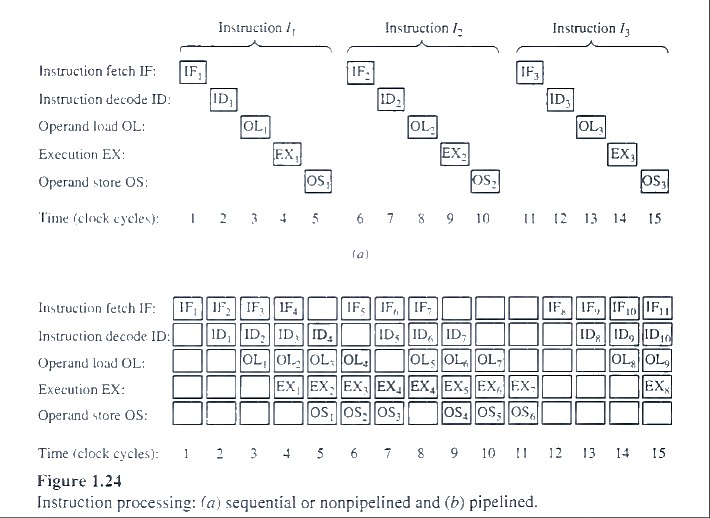 Instruction I1 Instruction I2 Instruction I3
Instruction fetch IF: IF1 IF2 IF3
Instruction decode ID: ID1 ID2 ID3
Operand load OL: OL1 OL2 OL3
Execution EX: EX1 EX2 EX3
Operand store OS: OS1 OS2 OS3
Time (clock cycles): 1 2 3 4 5 6 7 8 9 10 11 12 13 14 15
(a)
Instruction fetch IF: IF1 IF2 IF3 IF4 IF5 IF6 IF7 IF8 IF9 IF10 IF11
Instruction decode ID: ID1 ID2 ID3 ID4 ID5 ID6 ID7 ID8 ID9 ID10
Operand load OL: OL1 OL2 OL3 OL4 OL5 OL6 OL7 OL8 OL9
Execution EX: EX1 EX2 EX3 EX4 EX4 EX5 EX6 EX7 EX8
Operand store OS: OS1 OS2 OS3 OS4 OS5 OS6
Time (clock cycles): 1 2 3 4 5 6 7 8 9 10 11 12 13 14 15
Figure 1.24
Instruction processing: (a) sequential or nonpipelined and (b) pipelined.